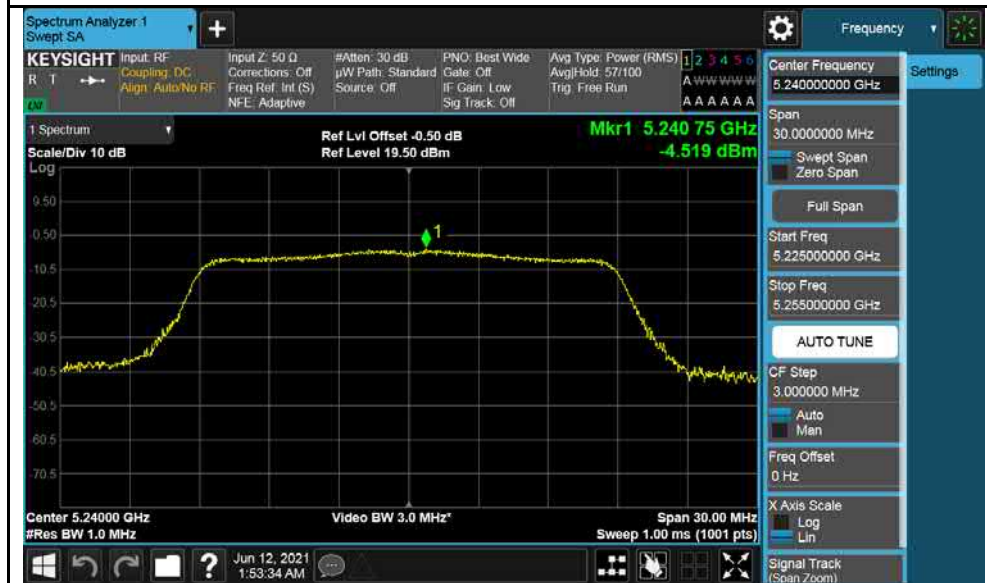 Spectrum Analyzer 1
Swept SA
+
Frequency
KEYSIGHT
R T
Input: RF
Coupling: DC
Align: Auto/No RF
Input Z: 50 Ω
Corrections: Off
Freq Ref: Int (S)
NFE: Adaptive
#Atten: 30 dB
µW Path: Standard
Source: Off
PNO: Best Wide
Gate: Off
IF Gain: Low
Sig Track: Off
Avg Type: Power (RMS)
Avg|Hold: 57/100
Trig: Free Run
1 2 3 4 5 6
A W W W W W
A A A A A A
1 Spectrum
Scale/Div 10 dB
Log
Ref Lvl Offset -0.50 dB
Ref Level 19.50 dBm
Mkr1 5.240 75 GHz
-4.519 dBm
9.50
0.50
-10.5
-20.5
-30.5
-40.5
-50.5
-60.5
-70.5
1
Center 5.24000 GHz
#Res BW 1.0 MHz
Video BW 3.0 MHz*
Span 30.00 MHz
Sweep 1.00 ms (1001 pts)
Center Frequency
5.240000000 GHz
Settings
Span
30.0000000 MHz
Swept Span
Zero Span
Full Span
Start Freq
5.225000000 GHz
Stop Freq
5.255000000 GHz
AUTO TUNE
CF Step
3.000000 MHz
Auto
Man
Freq Offset
0 Hz
X Axis Scale
Log
Lin
Signal Track
(Span Zoom)
?
Jun 12, 2021
1:53:34 AM